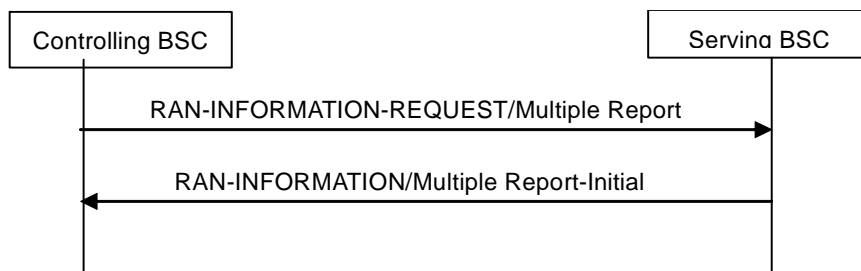 Controlling BSC
Serving BSC
RAN-INFORMATION-REQUEST/Multiple Report
RAN-INFORMATION/Multiple Report-Initial